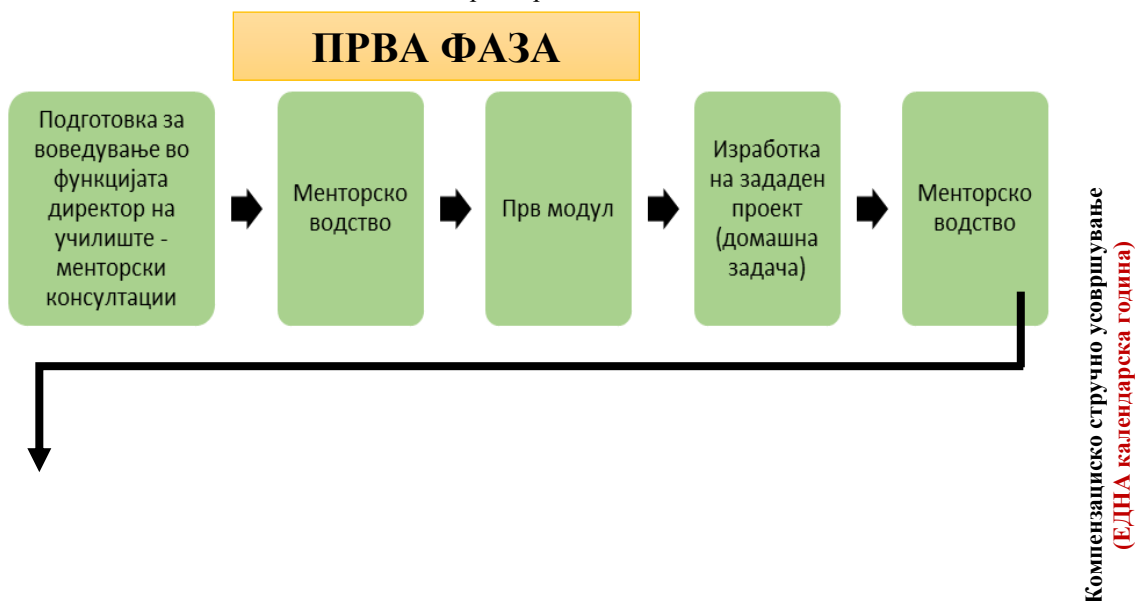 ПРВА ФАЗА
Подготовка за
воведување во
функцијата
директор на
училиште -
менторски
консултации
Менторско
водство
Прв модул
Изработка
на зададен
проект
(домашна
задача)
Менторско
водство
Компензациско стручно усовршување
(ЕДНА календарска година)